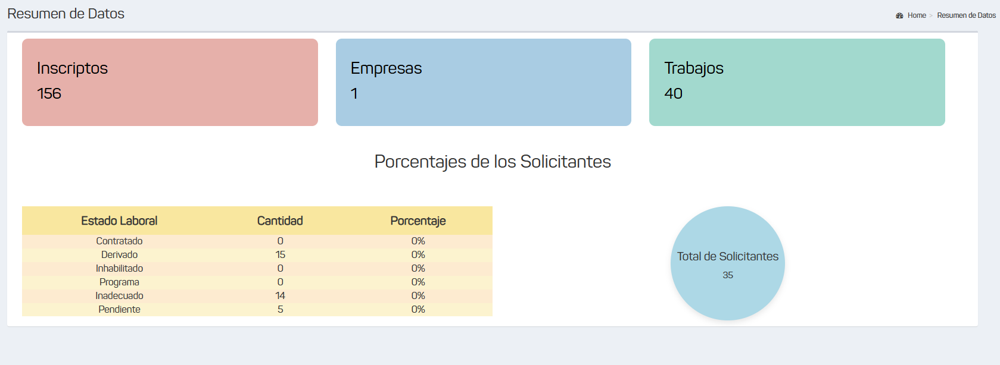 Resumen de Datos
Home > Resumen de Datos
Inscriptos
156
Empresas
1
Trabajos
40
Porcentajes de los Solicitantes
Estado Laboral Cantidad Porcentaje
Contratado 0 0%
Derivado 15 0%
Inhabilitado 0 0%
Programa 0 0%
Inadecuado 14 0%
Pendiente 5 0%
Total de Solicitantes
35